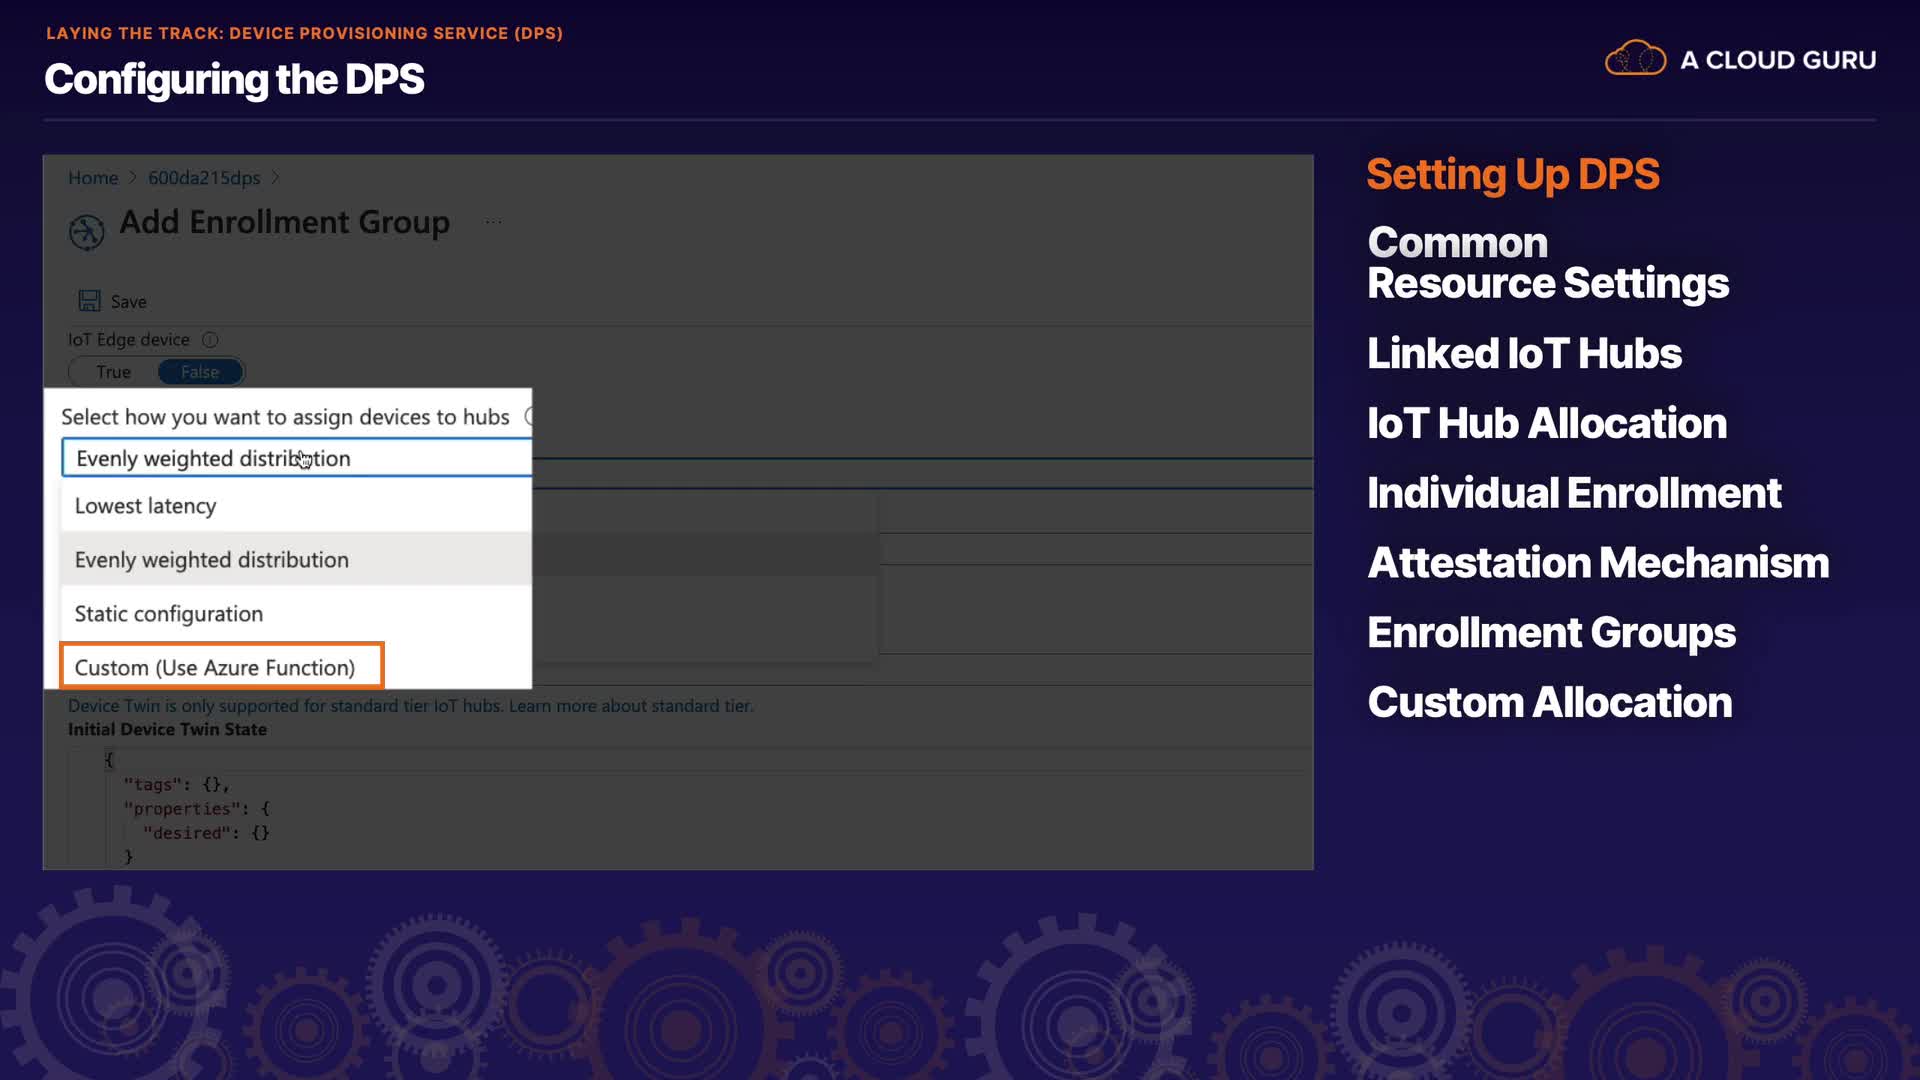 LAYING THE TRACK: DEVICE PROVISIONING SERVICE (DPS)
Configuring the DPS
A CLOUD GURU
Home > 600da215dps >
Add Enrollment Group ...
Save
IoT Edge device
True False
Select how you want to assign devices to hubs
Evenly weighted distribution
Lowest latency
Evenly weighted distribution
Static configuration
Custom (Use Azure Function)
Device Twin is only supported for standard tier IoT hubs. Learn more about standard tier.
Initial Device Twin State
{
"tags": {},
"properties": {
"desired": {}
}
Setting Up DPS
Common
Resource Settings
Linked IoT Hubs
IoT Hub Allocation
Individual Enrollment
Attestation Mechanism
Enrollment Groups
Custom Allocation